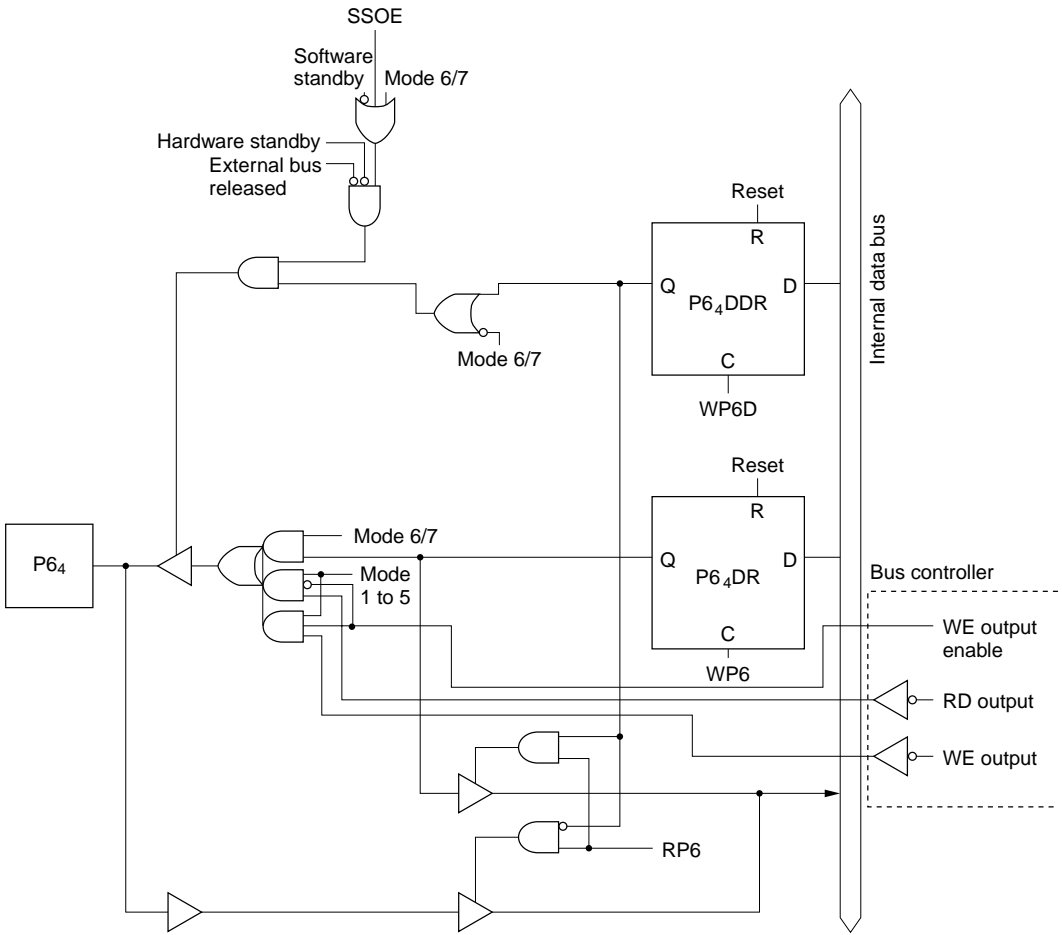 SSOE
Software
standby
Mode 6/7
Hardware standby
External bus
released
Reset
R
Q
D
P6₄DDR
C
WP6D
Mode 6/7
Internal data bus
Reset
R
Q
D
P6₄DR
C
WP6
P6₄
Mode 6/7
Mode
1 to 5
Bus controller
WE output
enable
RD output
WE output
RP6